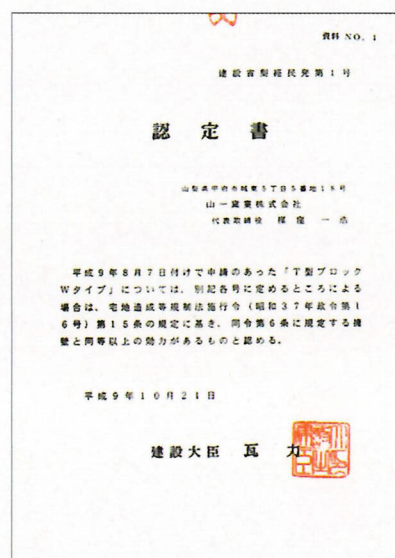 資料 NO. 1
建設省梨経民発第1号
認定書
山梨県甲府市城東5丁目5番地18号
山一窯業株式会社
代表取締役 一浩
平成9年8月7日付けで申請のあった「T型ブロック
Wタイプ」については、別記各号に定めるところによる
場合は、宅地造成等規制法施行令(昭和37年政令第1
6号)第15条の規定に基き、同令第6条に規定する擁
壁と同等以上の効力があるものと認める。
平成9年10月21日
建設大臣 瓦 力